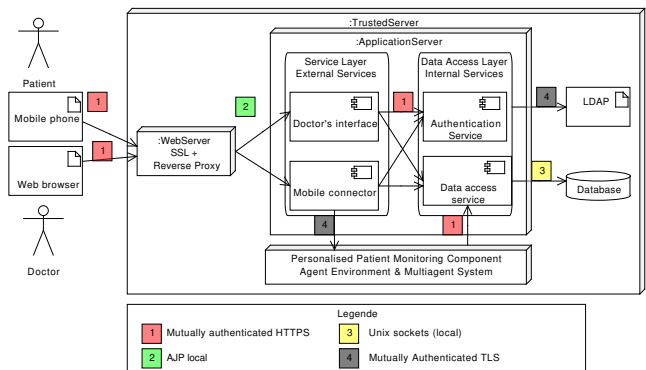 :TrustedServer
:ApplicationServer
Patient
1
Mobile phone
1
Web browser
Doctor
:WebServer
SSL +
Reverse Proxy
2
Service Layer
External Services
Doctor's interface
Mobile connector
1
Data Access Layer
Internal Services
Authentication
Service
Data access
service
4
LDAP
3
Database
4
1
Personalised Patient Monitoring Component
Agent Environment & Multiagent System
Legende
1 Mutually authenticated HTTPS
3 Unix sockets (local)
2 AJP local
4 Mutually Authenticated TLS